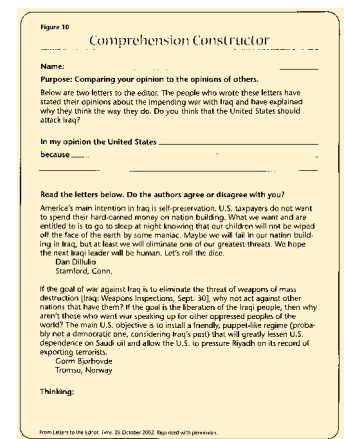 Figure 10
Comprehension Constructor
Name:
Purpose: Comparing your opinion to the opinions of others.
Below are two letters to the editor. The people who wrote these letters have
stated their opinions about the impending war with Iraq and have explained
why they think the way they do. Do you think that the United States should
attack Iraq?
In my opinion the United States
because
Read the letters below. Do the authors agree or disagree with you?
America's main intention in Iraq is self-preservation. U.S. taxpayers do not want
to spend their hard-earned money on nation building. What we want and are
entitled to is to go to sleep at night knowing that our children will not be wiped
off the face of the earth by some maniac. Maybe we will fail in our nation build-
ing in Iraq, but at least we will eliminate one of our greatest threats. We hope
the next Iraqi leader will be human. Let's roll the dice.
Dan DiIulio
Stamford, Conn.
If the goal of war against Iraq is to eliminate the threat of weapons of mass
destruction [Iraq: Weapons Inspections, Sept. 30], why not act against other
nations that have them? If the goal is the liberation of the Iraqi people, then why
aren't those who want war speaking up for other oppressed peoples of the
world? The main U.S. objective is to install a friendly, puppet-like regime (proba-
bly not a democratic one, considering Iraq's past) that will greatly lessen U.S.
dependence on Saudi oil and allow the U.S. to pressure Riyadh on its record of
exporting terrorists.
Gorm Bjorhovde
Tromso, Norway
Thinking:
From Letters to the Editor, Time, 26 October 2002. Reprinted with permission.